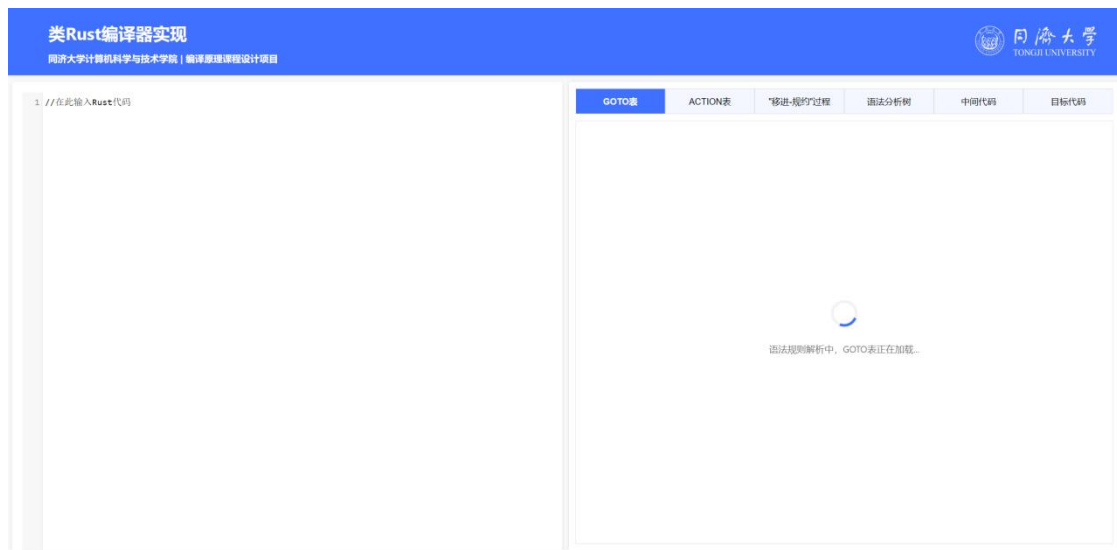 类Rust编译器实现
同济大学计算机科学与技术学院 | 编译原理课程设计项目
同濟大学
TONGJI UNIVERSITY
1 //在此输入Rust代码
GOTO表 ACTION表 "移进-规约"过程 语法分析树 中间代码 目标代码
语法规则解析中，GOTO表正在加载...